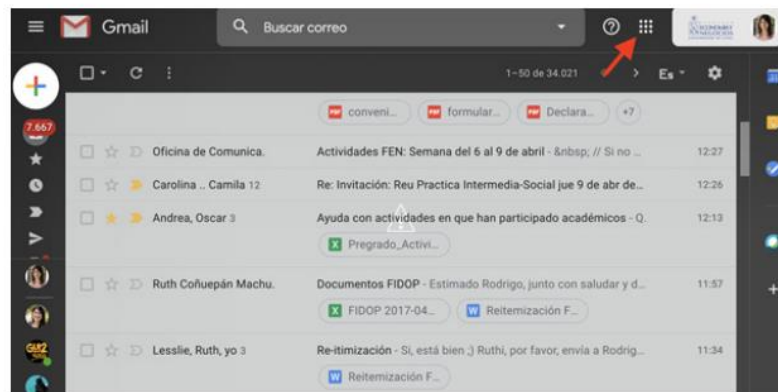 Gmail
Buscar correo
1–50 de 34.021
Es
7.667
conveni...
formular...
Declara...
+7
Oficina de Comunica.
Actividades FEN: Semana del 6 al 9 de abril - &nbsp; // Si no ...
12:27
Carolina .. Camila 12
Re: Invitación: Reu Practica Intermedia-Social jue 9 de abr de...
12:26
Andrea, Oscar 3
Ayuda con actividades en que han participado académicos - Q.
12:13
Pregrado_Activi...
Ruth Coñuepán Machu.
Documentos FIDOP - Estimado Rodrigo, junto con saludar y d...
11:57
FIDOP 2017-04...
Reitemización F...
Lesslie, Ruth, yo 3
Re-itimización - Si, está bien ;) Ruthi, por favor, envía a Rodrig...
11:34
Reitemización F...